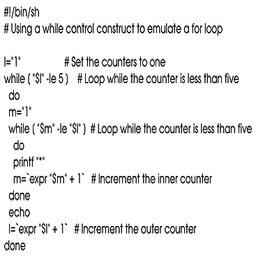 #!/bin/sh
# Using a while control construct to emulate a for loop
l="1" # Set the counters to one
while ( "$l" -le 5 ) # Loop while the counter is less than five
do
m="1"
while ( "$m" -le "$l" ) # Loop while the counter is less than five
do
printf "*"
m=`expr "$m" + 1` # Increment the inner counter
done
echo
l=`expr "$l" + 1` # Increment the outer counter
done